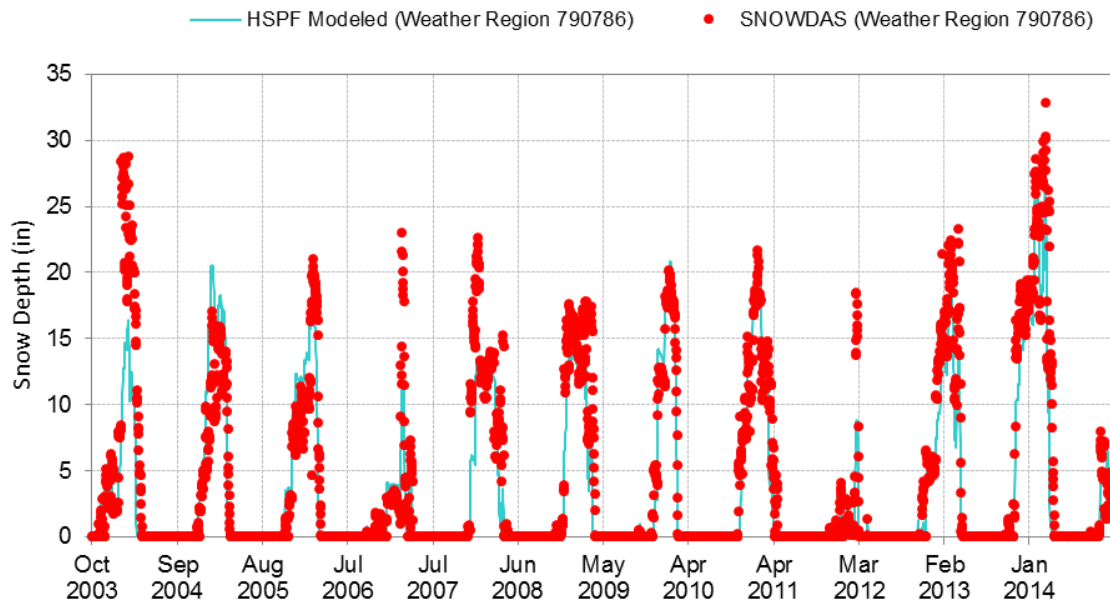 HSPF Modeled (Weather Region 790786) SNOWDAS (Weather Region 790786)
35
30
25
20
15
10
5
0
Snow Depth (in)
Oct Sep Aug Jul Jul Jun May Apr Apr Mar Feb Jan
2003 2004 2005 2006 2007 2008 2009 2010 2011 2012 2013 2014